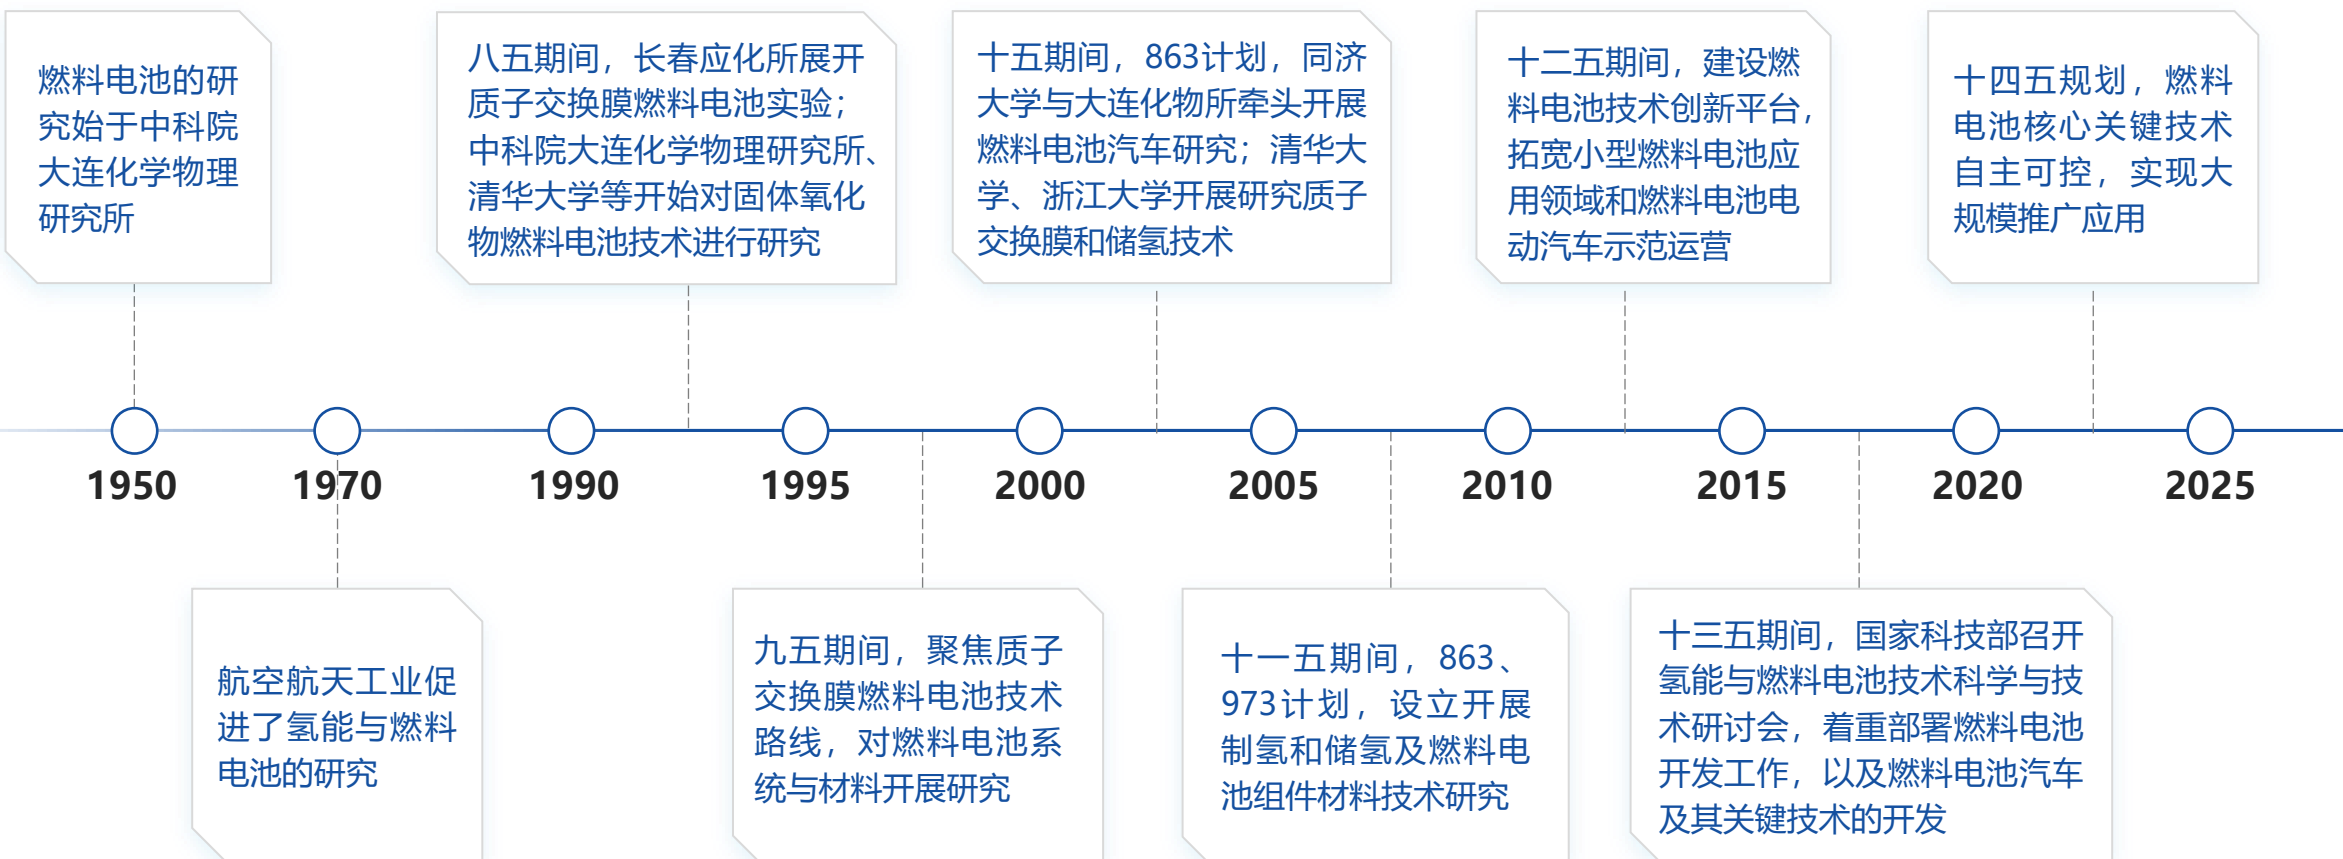 燃料电池的研
究始于中科院
大连化学物理
研究所
八五期间，长春应化所展开
质子交换膜燃料电池实验；
中科院大连化学物理研究所、
清华大学等开始对固体氧化
物燃料电池技术进行研究
十五期间，863计划，同济
大学与大连化物所牵头开展
燃料电池汽车研究；清华大
学、浙江大学开展研究质子
交换膜和储氢技术
十二五期间，建设燃
料电池技术创新平台，
拓宽小型燃料电池应
用领域和燃料电池电
动汽车示范运营
十四五规划，燃料
电池核心关键技术
自主可控，实现大
规模推广应用
1950 1970 1990 1995 2000 2005 2010 2015 2020 2025
航空航天工业促
进了氢能与燃料
电池的研究
九五期间，聚焦质子
交换膜燃料电池技术
路线，对燃料电池系
统与材料开展研究
十一五期间，863、
973计划，设立开展
制氢和储氢及燃料电
池组件材料技术研究
十三五期间，国家科技部召开
氢能与燃料电池技术科学与技
术研讨会，着重部署燃料电池
开发工作，以及燃料电池汽车
及其关键技术的开发